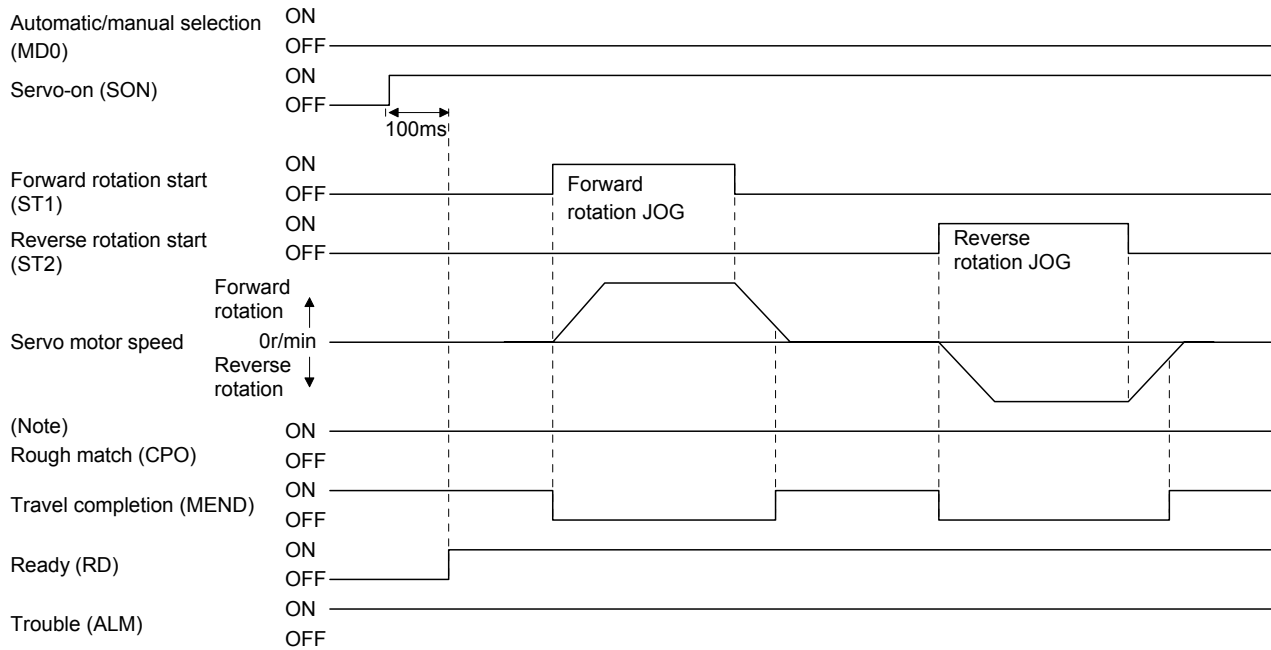 Automatic/manual selection
(MD0)
ON
OFF
Servo-on (SON)
ON
OFF
100ms
Forward rotation start
(ST1)
ON
OFF
Forward
rotation JOG
Reverse rotation start
(ST2)
ON
OFF
Reverse
rotation JOG
Servo motor speed
Forward
rotation
0r/min
Reverse
rotation
(Note)
Rough match (CPO)
ON
OFF
Travel completion (MEND)
ON
OFF
Ready (RD)
ON
OFF
Trouble (ALM)
ON
OFF